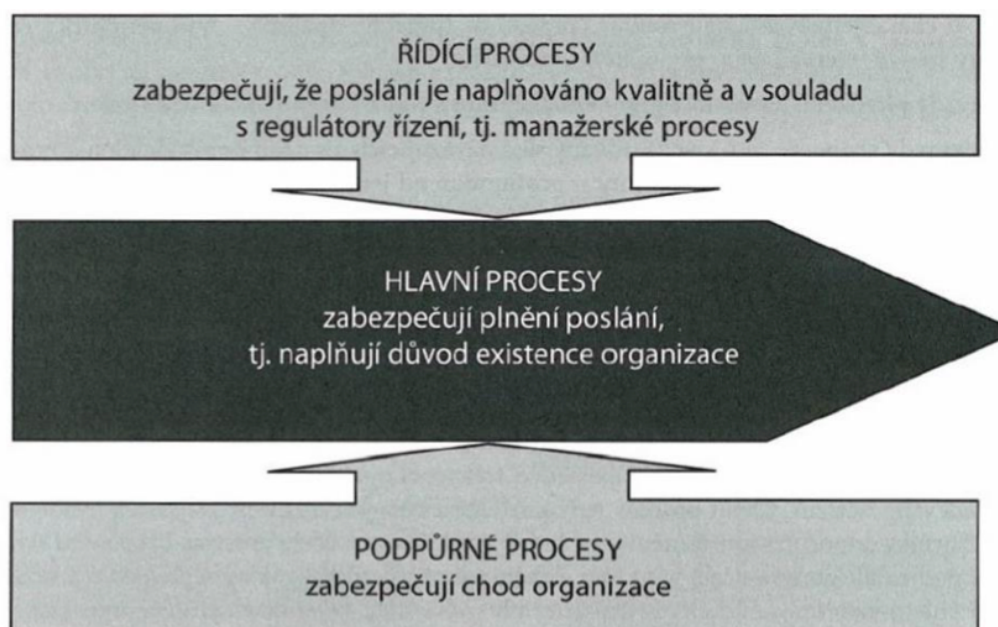 ŘÍDÍCÍ PROCESY
zabezpečují, že poslání je naplňováno kvalitně a v souladu
s regulátory řízení, tj. manažerské procesy
HLAVNÍ PROCESY
zabezpečují plnění poslání,
tj. naplňují důvod existence organizace
PODPŮRNÉ PROCESY
zabezpečují chod organizace